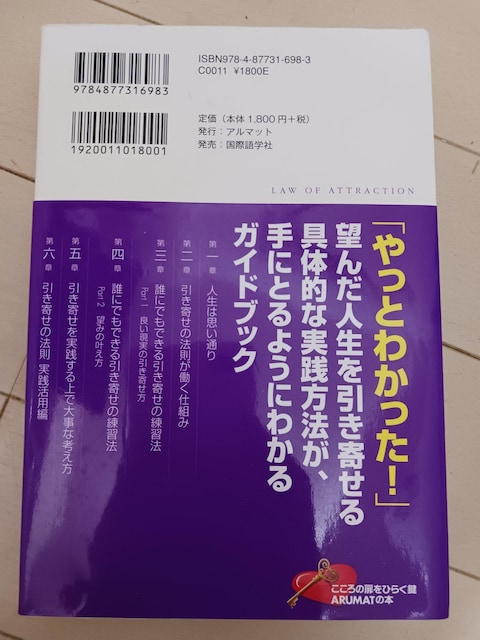 ISBN978-4-87731-698-3
C0011 ¥1800E
9784877316983
定価（本体1,800円+税）
発行：アルマット
発売：国際語学社
1920011018001
LAW OF ATTRACTION
「やっとわかった！」
望んだ人生を引き寄せる
具体的な実践方法が、
手にとるようにわかる
ガイドブック
第一章 人生は思い通り
第二章 引き寄せの法則が働く仕組み
第三章 誰にでもできる引き寄せの練習法
Part 1 良い現実の引き寄せ方
第四章 誰にでもできる引き寄せの練習法
Part 2 望みの叶え方
第五章 引き寄せを実践する上で大事な考え方
第六章 引き寄せの法則 実践活用編
こころの扉をひらく鍵
ARUMATの本